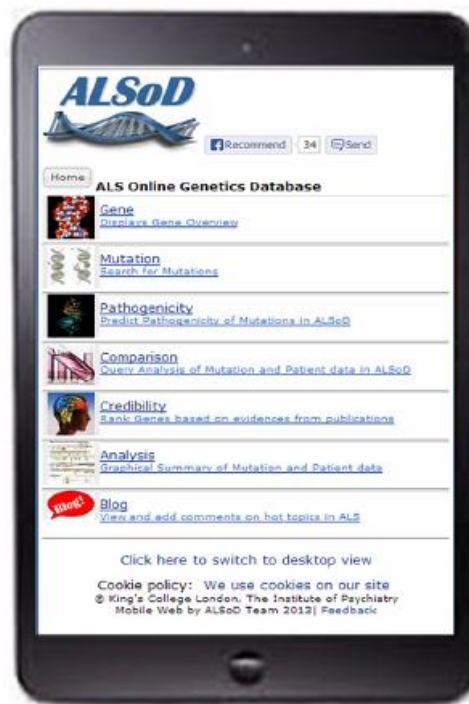 ALSoD
Recommend 34 Send
Home
ALS Online Genetics Database
Gene
Displays Gene Overview
Mutation
Search for Mutations
Pathogenicity
Predict Pathogenicity of Mutations in ALSoD
Comparison
Query Analysis of Mutation and Patient data in ALSoD
Credibility
Rank Genes based on evidences from publications
Analysis
Graphical Summary of Mutation and Patient data
Blog!
Blog
View and add comments on hot topics in ALS
Click here to switch to desktop view
Cookie policy: We use cookies on our site
© King's College London, The Institute of Psychiatry
Mobile Web by ALSoD Team 2013| Feedback